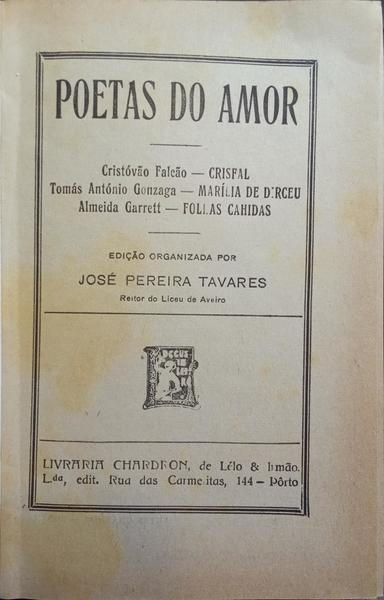 POETAS DO AMOR
Cristóvão Falcão — CRISFAL
Tomás António Gonzaga — MARÍLIA DE DIRCEU
Almeida Garrett — FOLHAS CAHIDAS
EDIÇÃO ORGANIZADA POR
JOSÉ PEREIRA TAVARES
Reitor do Liceu de Aveiro
LIVRARIA CHARDRON, de Lélo & Irmão,
L.da, edit. Rua das Carmelitas, 144 — Pôrto